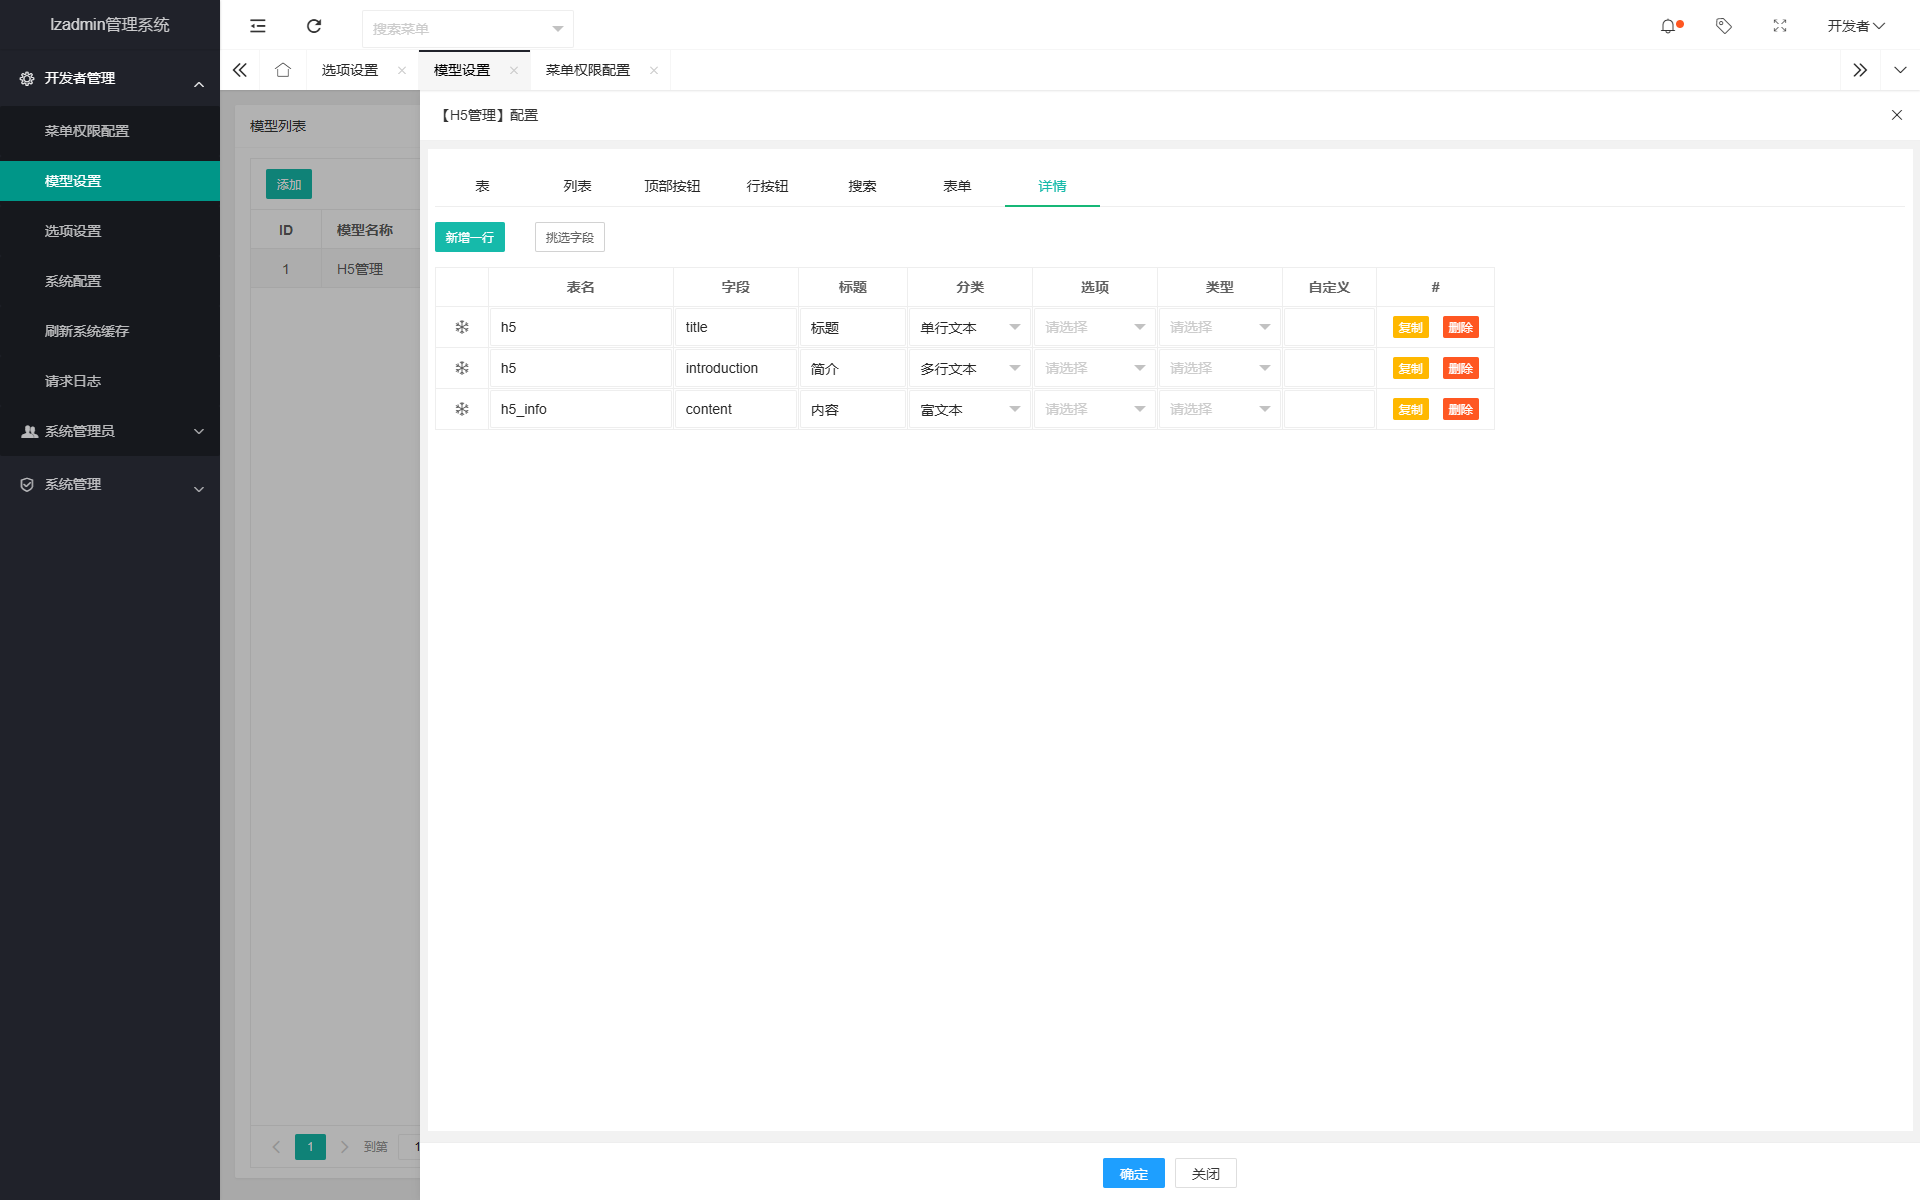 lzadmin管理系统
开发者管理
菜单权限配置
模型设置
选项设置
系统配置
刷新系统缓存
请求日志
系统管理员
系统管理
搜索菜单
开发者
选项设置
模型设置
菜单权限配置
模型列表
添加
ID 模型名称
1 H5管理
1 到第 1
【H5管理】配置
表 列表 顶部按钮 行按钮 搜索 表单 详情
新增一行 挑选字段
表名 字段 标题 分类 选项 类型 自定义 #
h5 title 标题 单行文本 请选择 请选择 复制 删除
h5 introduction 简介 多行文本 请选择 请选择 复制 删除
h5_info content 内容 富文本 请选择 请选择 复制 删除
确定 关闭